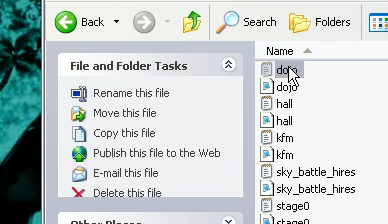 Back Search Folders
Name
File and Folder Tasks
Rename this file
Move this file
Copy this file
Publish this file to the Web
E-mail this file
Delete this file
Other Places
dojo
dojo
hall
hall
kfm
kfm
sky_battle_hires
sky_battle_hires
stage0
stage0